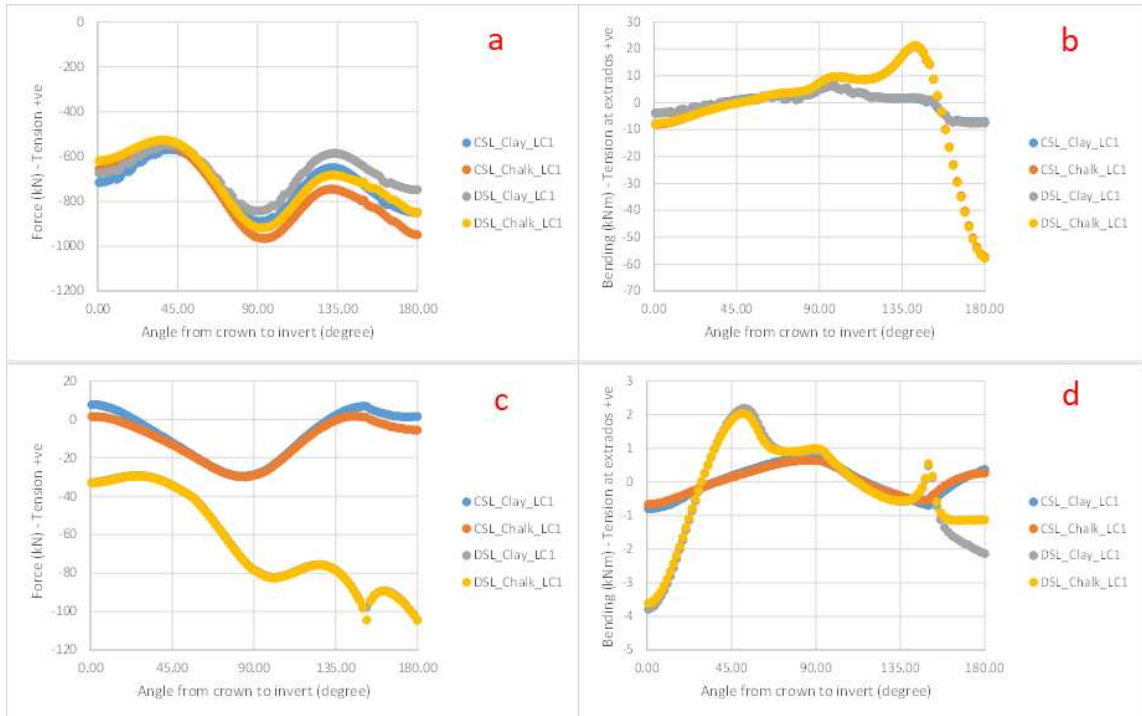 a
0
-200
-400
-600
-800
-1000
-1200
Force (kN) - Tension +ve
0.00 45.00 90.00 135.00 180.00
Angle from crown to invert (degree)
CSL_Clay_LC1
CSL_Chalk_LC1
DSL_Clay_LC1
DSL_Chalk_LC1
b
30
20
10
0
-10
-20
-30
-40
-50
-60
-70
Bending (kNm) - Tension at extrados +ve
0.00 45.00 90.00 135.00 180.00
Angle from crown to invert (degree)
CSL_Clay_LC1
CSL_Chalk_LC1
DSL_Clay_LC1
DSL_Chalk_LC1
c
20
0
-20
-40
-60
-80
-100
-120
Force (kN) - Tension +ve
0.00 45.00 90.00 135.00 180.00
Angle from crown to invert (degree)
CSL_Clay_LC1
CSL_Chalk_LC1
DSL_Clay_LC1
DSL_Chalk_LC1
d
3
2
1
0
-1
-2
-3
-4
-5
Bending (kNm) - Tension at extrados +ve
0.00 45.00 90.00 135.00 180.00
Angle from crown to invert (degree)
CSL_Clay_LC1
CSL_Chalk_LC1
DSL_Clay_LC1
DSL_Chalk_LC1